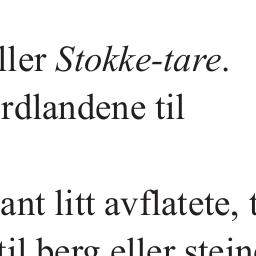 ller Stokke-tare.
rdlandene til
ant litt avflatete, t
til berg eller stein